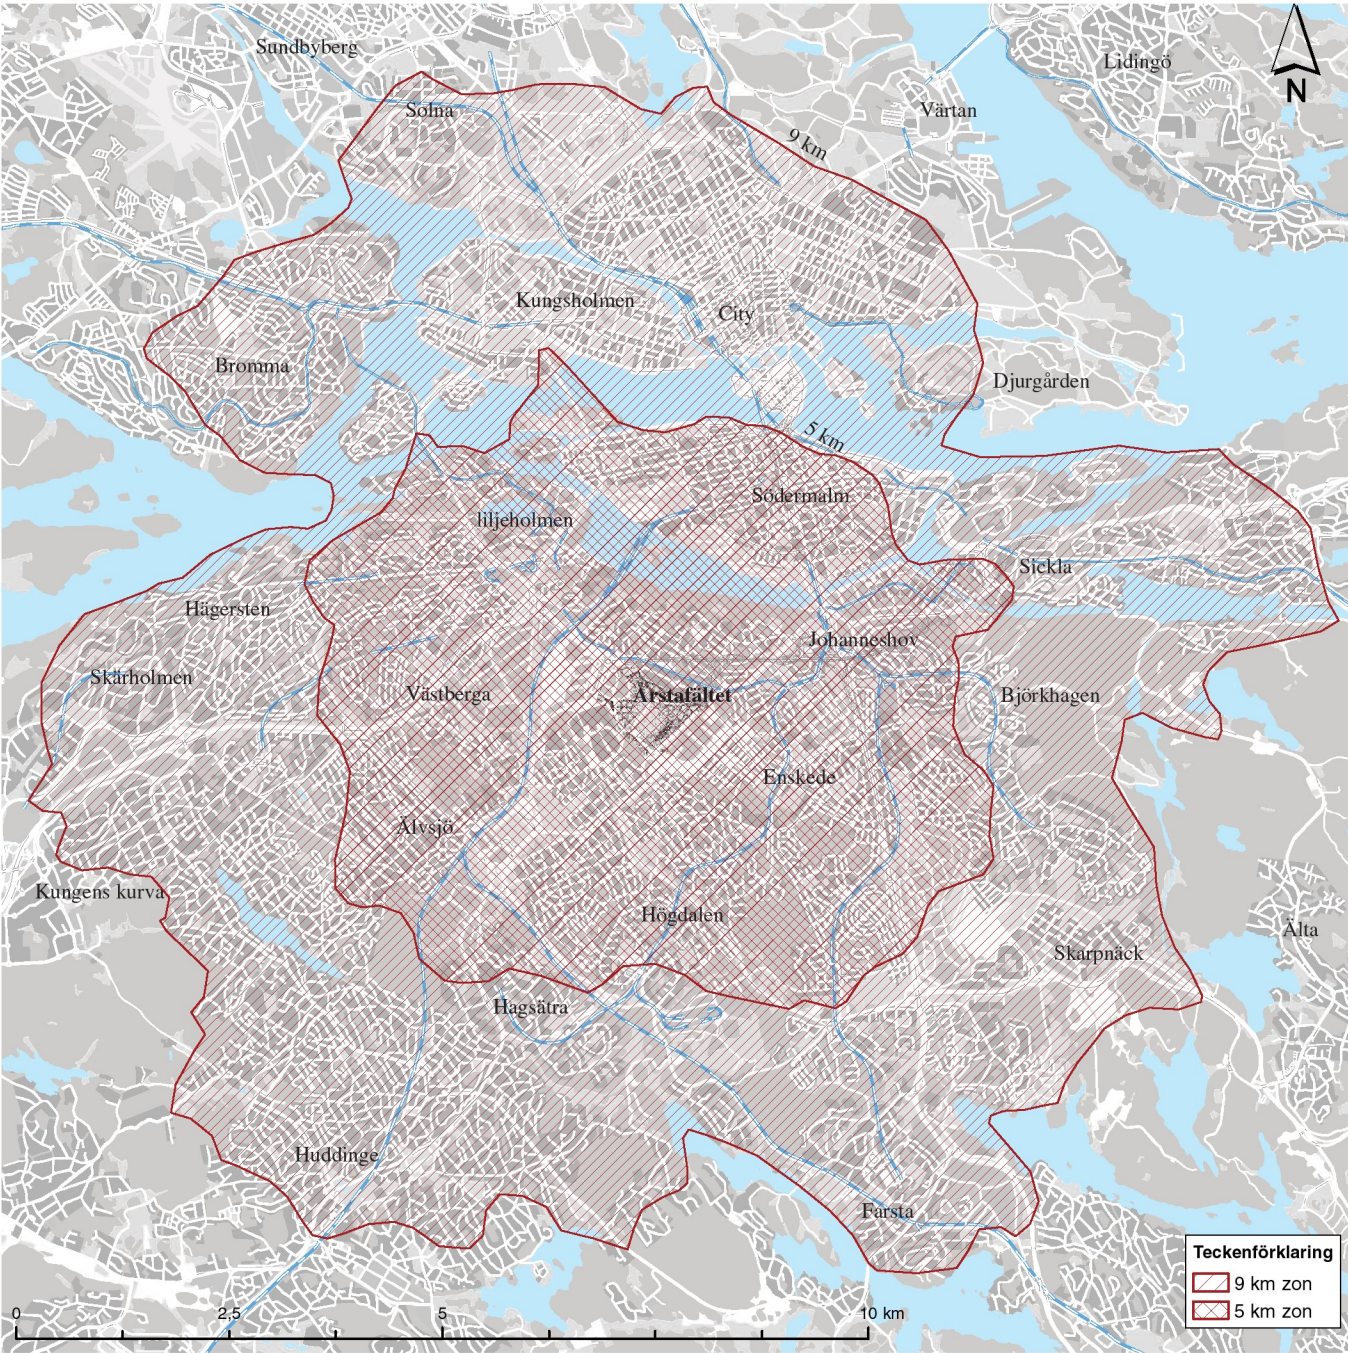 Sundbyberg
Lidingö
N
Solna
Värtan
9 km
Kungsholmen
City
Bromma
Djurgården
5 km
Södermalm
liljeholmen
Sickla
Hägersten
Johanneshov
Skärholmen
Västberga
Årstafältet
Björkhagen
Enskede
Älvsjö
Kungens kurva
Högdalen
Älta
Skarpnäck
Hagsätra
Huddinge
Farsta
Teckenförklaring
9 km zon
5 km zon
0 2,5 5 10 km